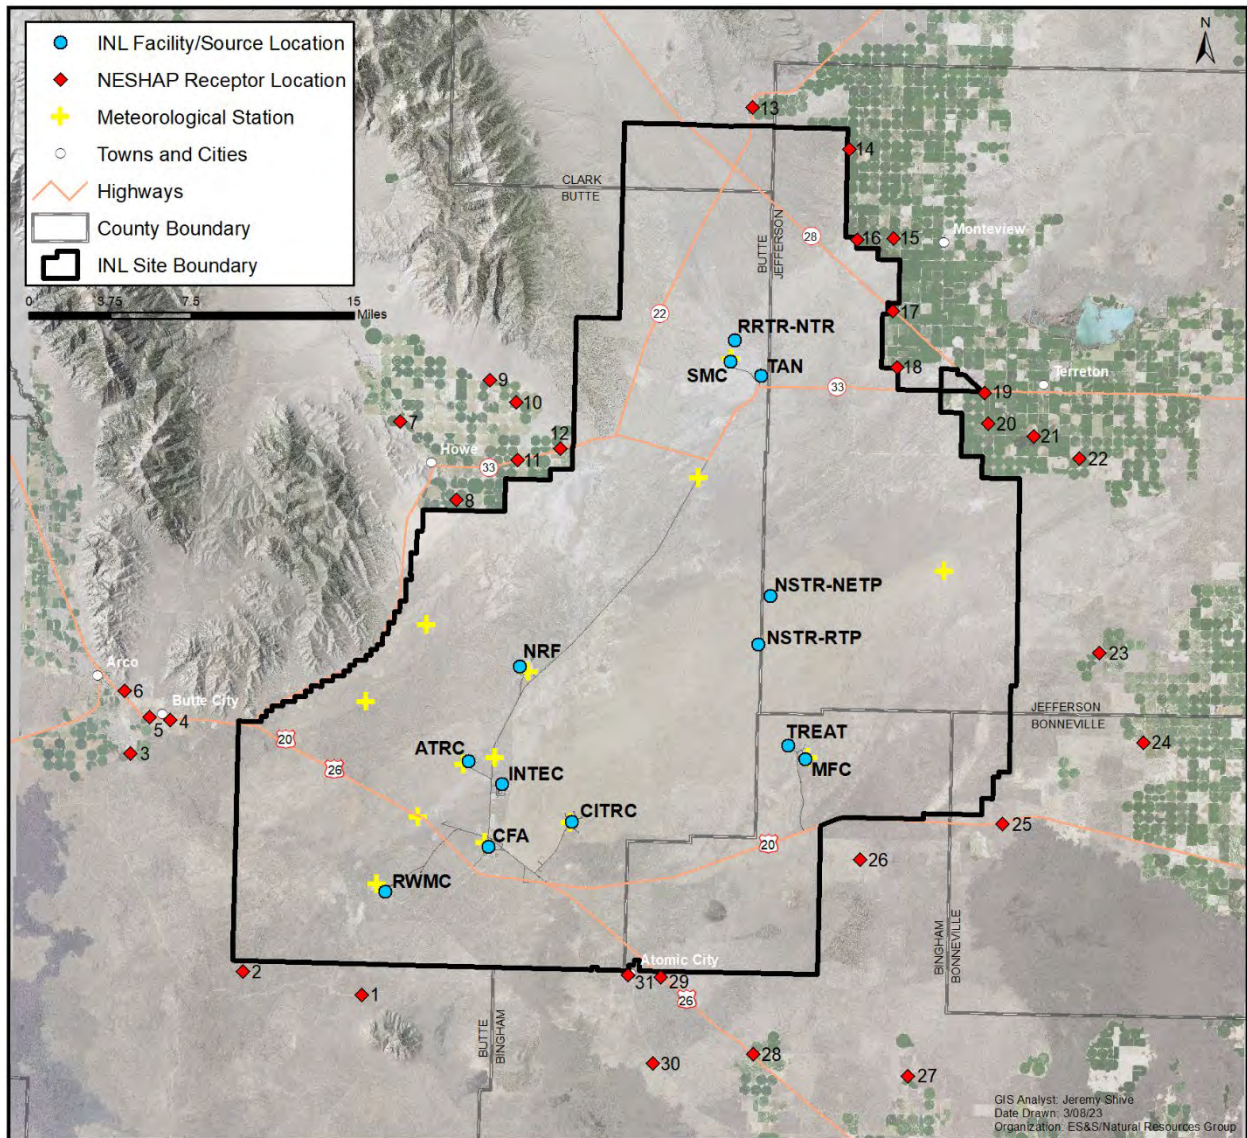 INL Facility/Source Location
NESHAP Receptor Location
Meteorological Station
Towns and Cities
Highways
County Boundary
INL Site Boundary
0 3.75 7.5 15
Miles
N
13
14
CLARK
BUTTE
BUTTE
JEFFERSON
28
16
15
Monteview
22
17
RRTR-NTR
SMC
TAN
18
33
Terreton
19
9
10
7
20
21
12
22
Howe
33
11
8
NSTR-NETP
NSTR-RTP
NRF
23
Arco
6
Butte City
5
4
3
20
26
JEFFERSON
BONNEVILLE
24
TREAT
MFC
ATRC
INTEC
CITRC
CFA
20
25
26
RWMC
BINGHAM
BONNEVILLE
Atomic City
2
1
31
29
26
BUTTE
BINGHAM
28
30
27
GIS Analyst: Jeremy Shive
Date Drawn: 3/08/23
Organization: ES&S/Natural Resources Group